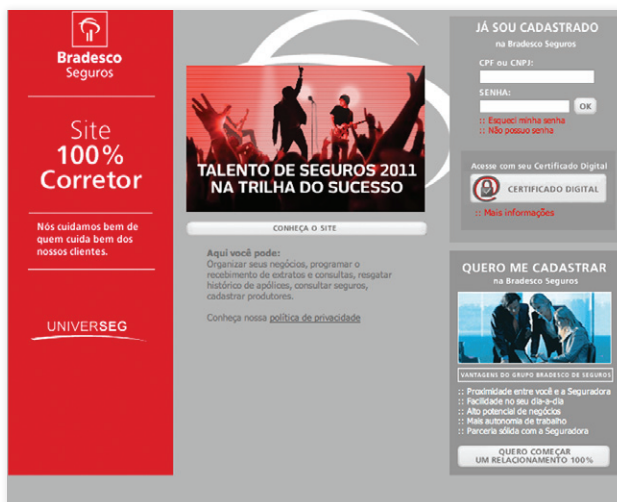 Bradesco
Seguros
Site
100%
Corretor
Nós cuidamos bem de
quem cuida bem dos
nossos clientes.
UNIVERSEG
TALENTO DE SEGUROS 2011
NA TRILHA DO SUCESSO
CONHEÇA O SITE
Aqui você pode:
Organizar seus negócios, programar o
recebimento de extratos e consultas, resgatar
histórico de apólices, consultar seguros,
cadastrar produtores.
Conheça nossa política de privacidade
JÁ SOU CADASTRADO
na Bradesco Seguros
CPF ou CNPJ:
SENHA:
OK
:: Esqueci minha senha
:: Não possuo senha
Acesse com seu Certificado Digital
CERTIFICADO DIGITAL
:: Mais informações
QUERO ME CADASTRAR
na Bradesco Seguros
VANTAGENS DO GRUPO BRADESCO DE SEGUROS
:: Proximidade entre você e a Seguradora
:: Facilidade no seu dia-a-dia
:: Alto potencial de negócios
:: Mais autonomia de trabalho
:: Parceria sólida com a Seguradora
QUERO COMEÇAR
UM RELACIONAMENTO 100%